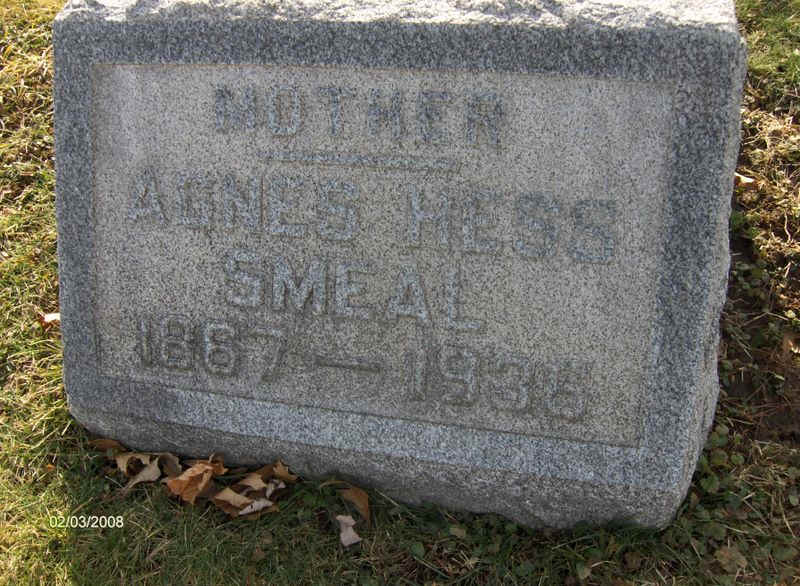 MOTHER
AGNES HESS
SMEAL
1867 — 1936
02/03/2008